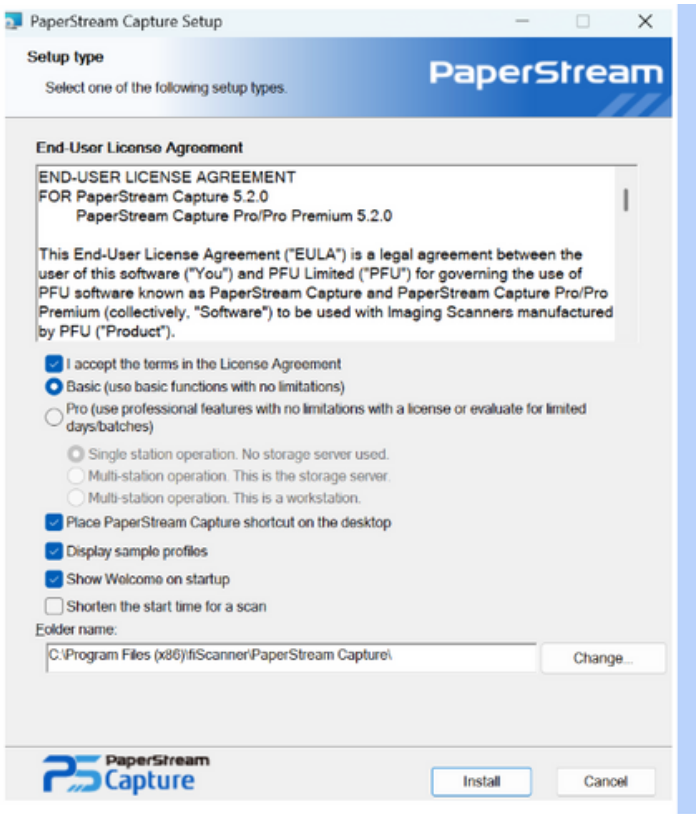 PaperStream Capture Setup
Setup type
Select one of the following setup types.
PaperStream
End-User License Agreement
END-USER LICENSE AGREEMENT
FOR PaperStream Capture 5.2.0
PaperStream Capture Pro/Pro Premium 5.2.0
This End-User License Agreement ("EULA") is a legal agreement between the
user of this software ("You") and PFU Limited ("PFU") for governing the use of
PFU software known as PaperStream Capture and PaperStream Capture Pro/Pro
Premium (collectively, "Software") to be used with Imaging Scanners manufactured
by PFU ("Product").
I accept the terms in the License Agreement
Basic (use basic functions with no limitations)
Pro (use professional features with no limitations with a license or evaluate for limited
days/batches)
Single station operation. No storage server used.
Multi-station operation. This is the storage server.
Multi-station operation. This is a workstation.
Place PaperStream Capture shortcut on the desktop
Display sample profiles
Show Welcome on startup
Shorten the start time for a scan
Folder name:
C:\Program Files (x86)\fiScanner\PaperStream Capture\
Change...
PS PaperStream
Capture
Install
Cancel